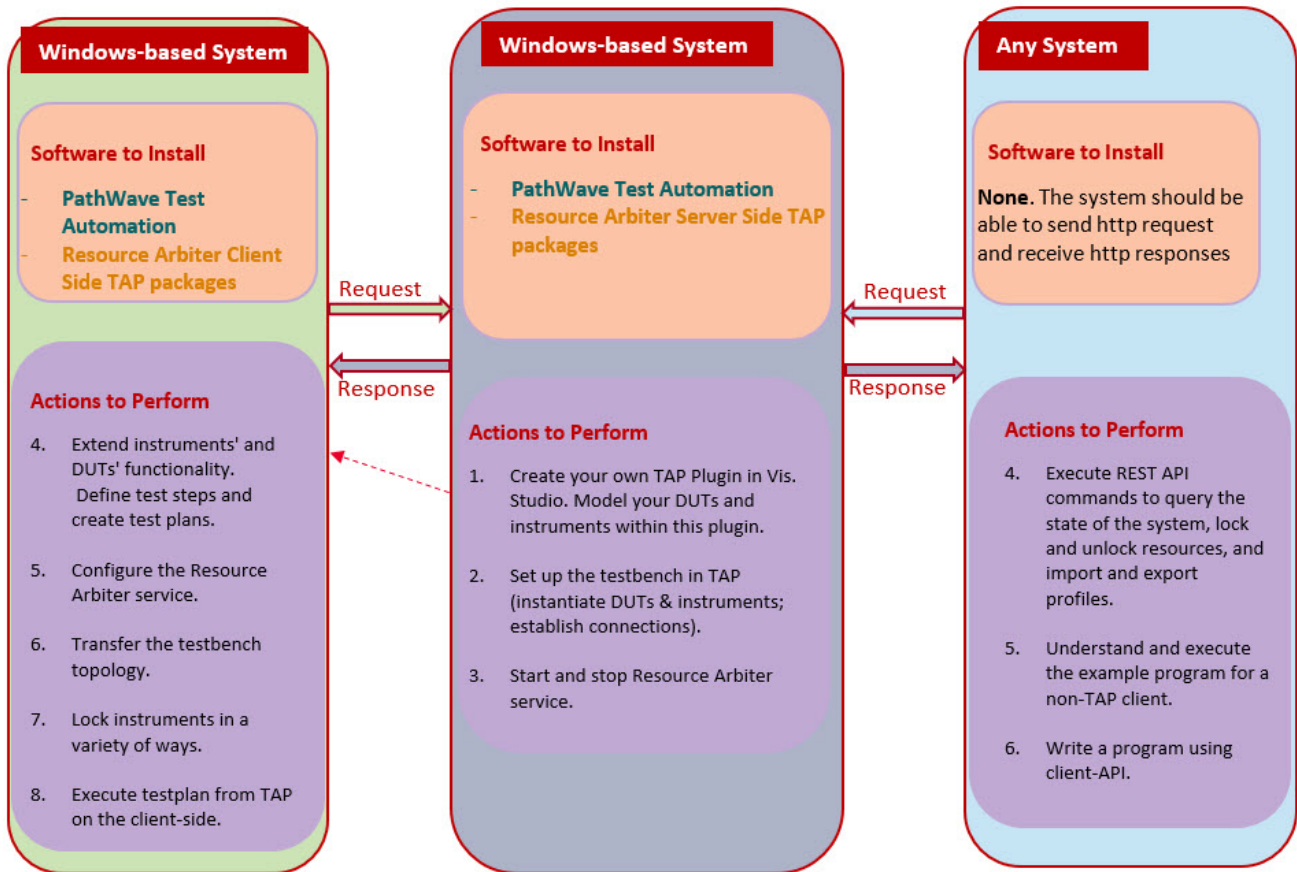 Windows-based System
Software to Install
- PathWave Test
Automation
- Resource Arbiter Client
Side TAP packages
Actions to Perform
4. Extend instruments' and
DUTs' functionality.
Define test steps and
create test plans.
5. Configure the Resource
Arbiter service.
6. Transfer the testbench
topology.
7. Lock instruments in a
variety of ways.
8. Execute testplan from TAP
on the client-side.
Request
Response
Windows-based System
Software to Install
- PathWave Test Automation
- Resource Arbiter Server Side TAP
packages
Actions to Perform
1. Create your own TAP Plugin in Vis.
Studio. Model your DUTs and
instruments within this plugin.
2. Set up the testbench in TAP
(instantiate DUTs & instruments;
establish connections).
3. Start and stop Resource Arbiter
service.
Request
Response
Any System
Software to Install
None. The system should be
able to send http request
and receive http responses
Actions to Perform
4. Execute REST API
commands to query the
state of the system, lock
and unlock resources, and
import and export
profiles.
5. Understand and execute
the example program for a
non-TAP client.
6. Write a program using
client-API.